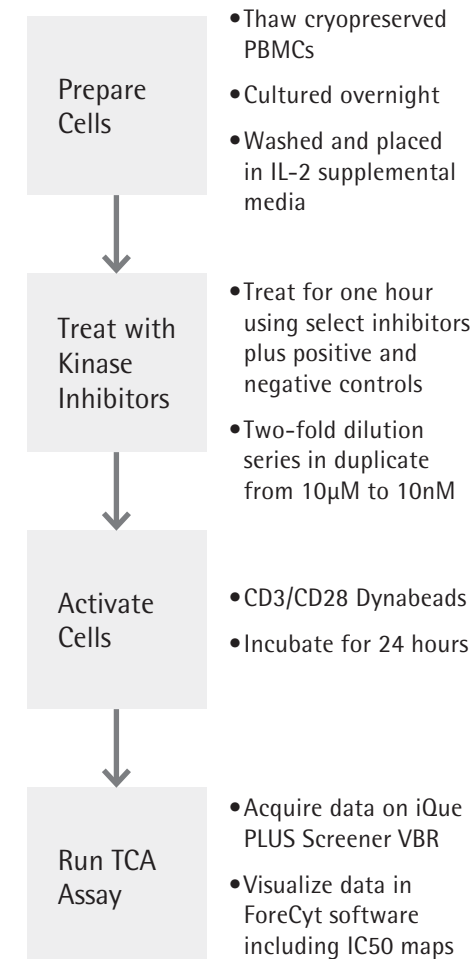 Prepare
Cells
•Thaw cryopreserved
PBMCs
•Cultured overnight
•Washed and placed
in IL-2 supplemental
media
Treat with
Kinase
Inhibitors
•Treat for one hour
using select inhibitors
plus positive and
negative controls
•Two-fold dilution
series in duplicate
from 10µM to 10nM
Activate
Cells
•CD3/CD28 Dynabeads
•Incubate for 24 hours
Run TCA
Assay
•Acquire data on iQue
PLUS Screener VBR
•Visualize data in
ForeCyt software
including IC50 maps